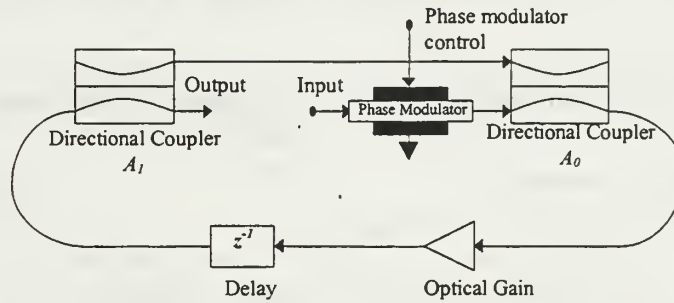 Phase modulator
control
Output
Input
Phase Modulator
Directional Coupler
A₁
Directional Coupler
A₀
z⁻¹
Delay
Optical Gain